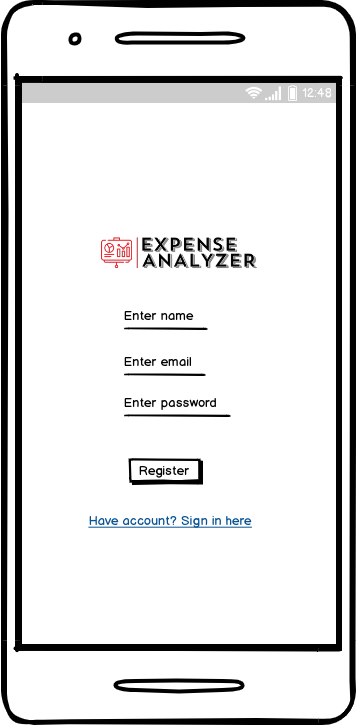 12:48
EXPENSE
ANALYZER
Enter name
Enter email
Enter password
Register
Have account? Sign in here